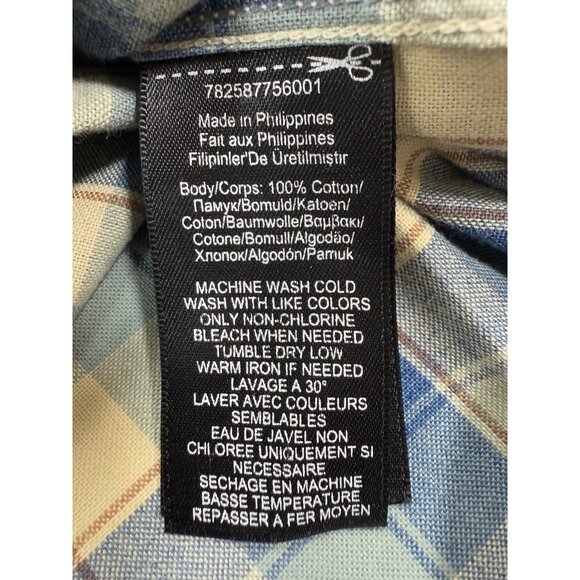 782587756001
Made in Philippines
Fait aux Philippines
Filipinler'De Üretilmiştir
Body/Corps: 100% Cotton/
Памук/Bomuld/Katoen/
Coton/Baumwolle/Βαμβακι/
Cotone/Bomull/Algodão/
Хлопок/Algodón/Pamuk
MACHINE WASH COLD
WASH WITH LIKE COLORS
ONLY NON-CHLORINE
BLEACH WHEN NEEDED
TUMBLE DRY LOW
WARM IRON IF NEEDED
LAVAGE A 30°
LAVER AVEC COULEURS
SEMBLABLES
EAU DE JAVEL NON
CHLOREE UNIQUEMENT SI
NECESSAIRE
SECHAGE EN MACHINE
BASSE TEMPERATURE
REPASSER A FER MOYEN